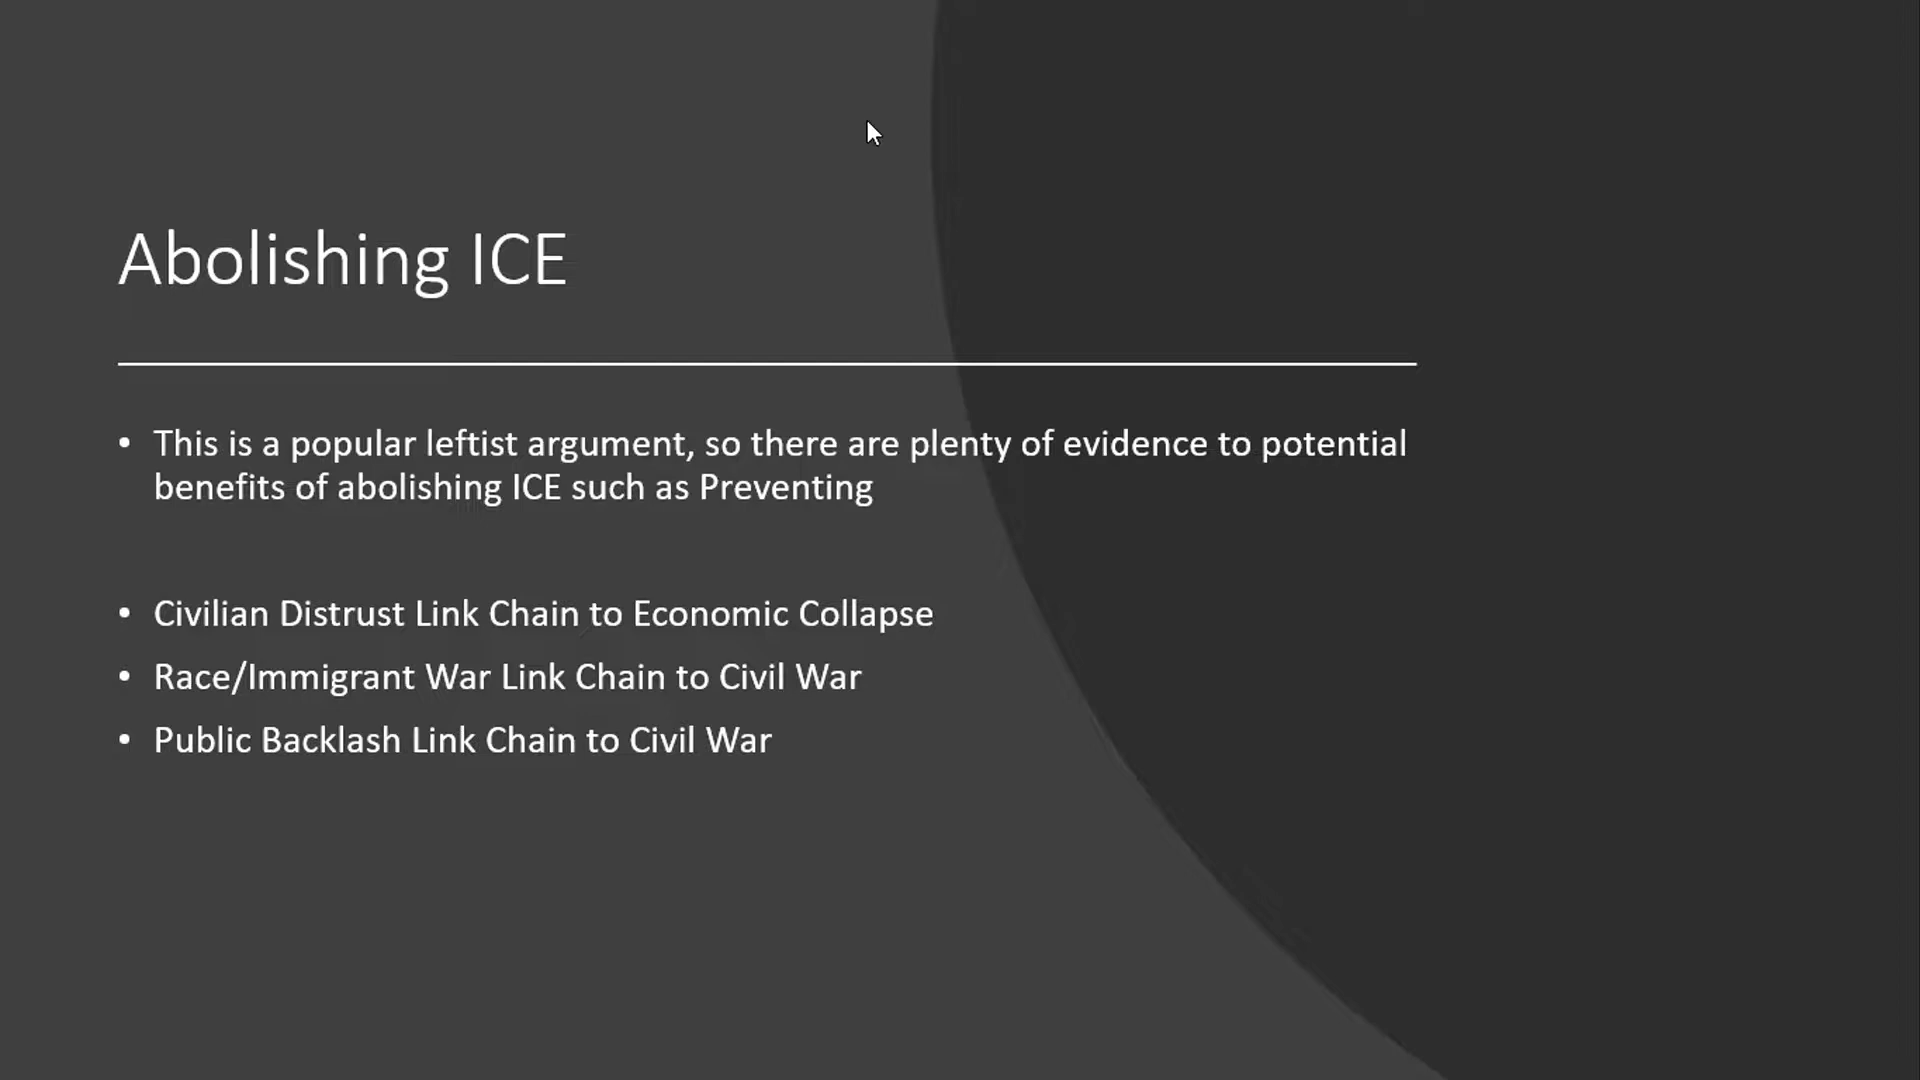 Abolishing ICE
• This is a popular leftist argument, so there are plenty of evidence to potential
benefits of abolishing ICE such as Preventing
• Civilian Distrust Link Chain to Economic Collapse
• Race/Immigrant War Link Chain to Civil War
• Public Backlash Link Chain to Civil War